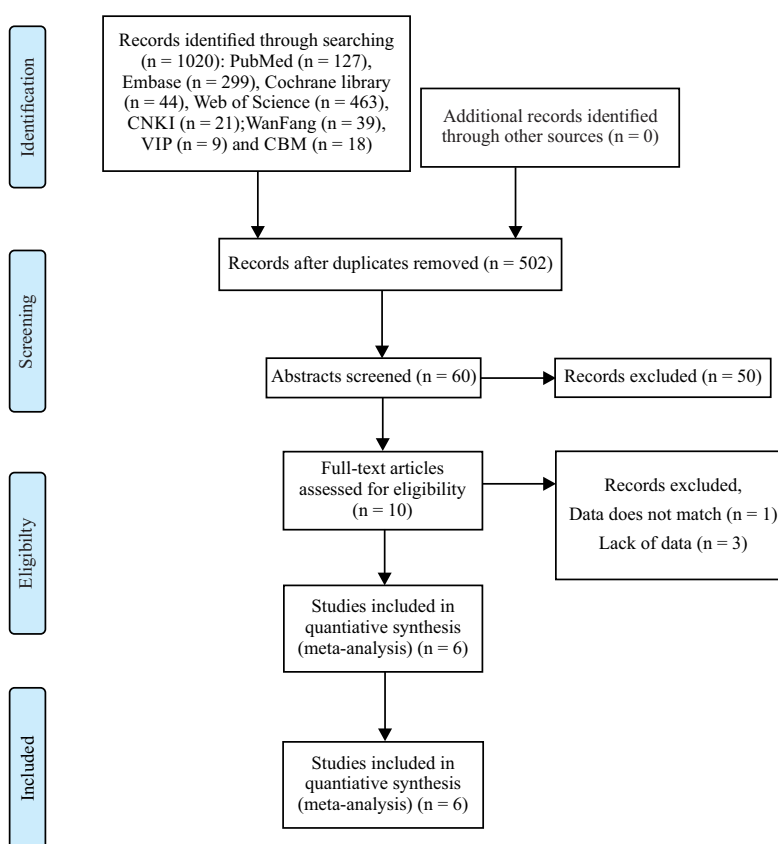 Identification
Records identified through searching
(n = 1020): PubMed (n = 127),
Embase (n = 299), Cochrane library
(n = 44), Web of Science (n = 463),
CNKI (n = 21);WanFang (n = 39),
VIP (n = 9) and CBM (n = 18)
Additional records identified
through other sources (n = 0)
Screening
Records after duplicates removed (n = 502)
Abstracts screened (n = 60)
Records excluded (n = 50)
Eligibilty
Full-text articles
assessed for eligibility
(n = 10)
Records excluded,
Data does not match (n = 1)
Lack of data (n = 3)
Studies included in
quantiative synthesis
(meta-analysis) (n = 6)
Included
Studies included in
quantiative synthesis
(meta-analysis) (n = 6)